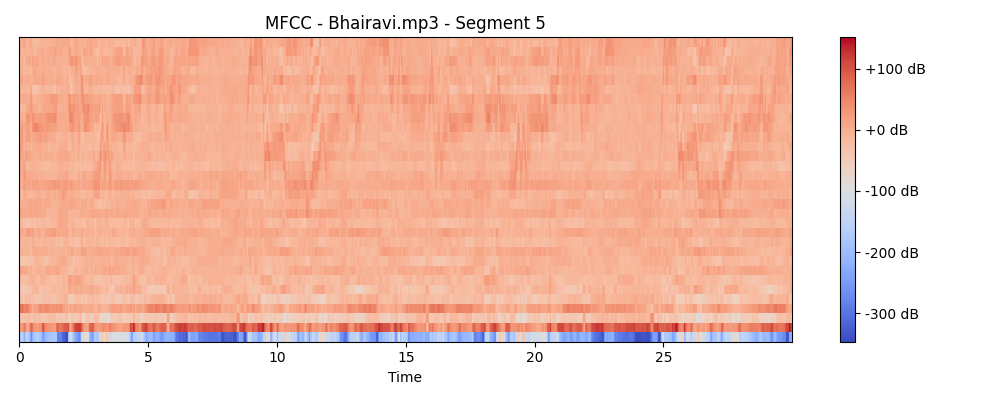 MFCC - Bhairavi.mp3 - Segment 5
+100 dB
+0 dB
-100 dB
-200 dB
-300 dB
0 5 10 15 20 25
Time